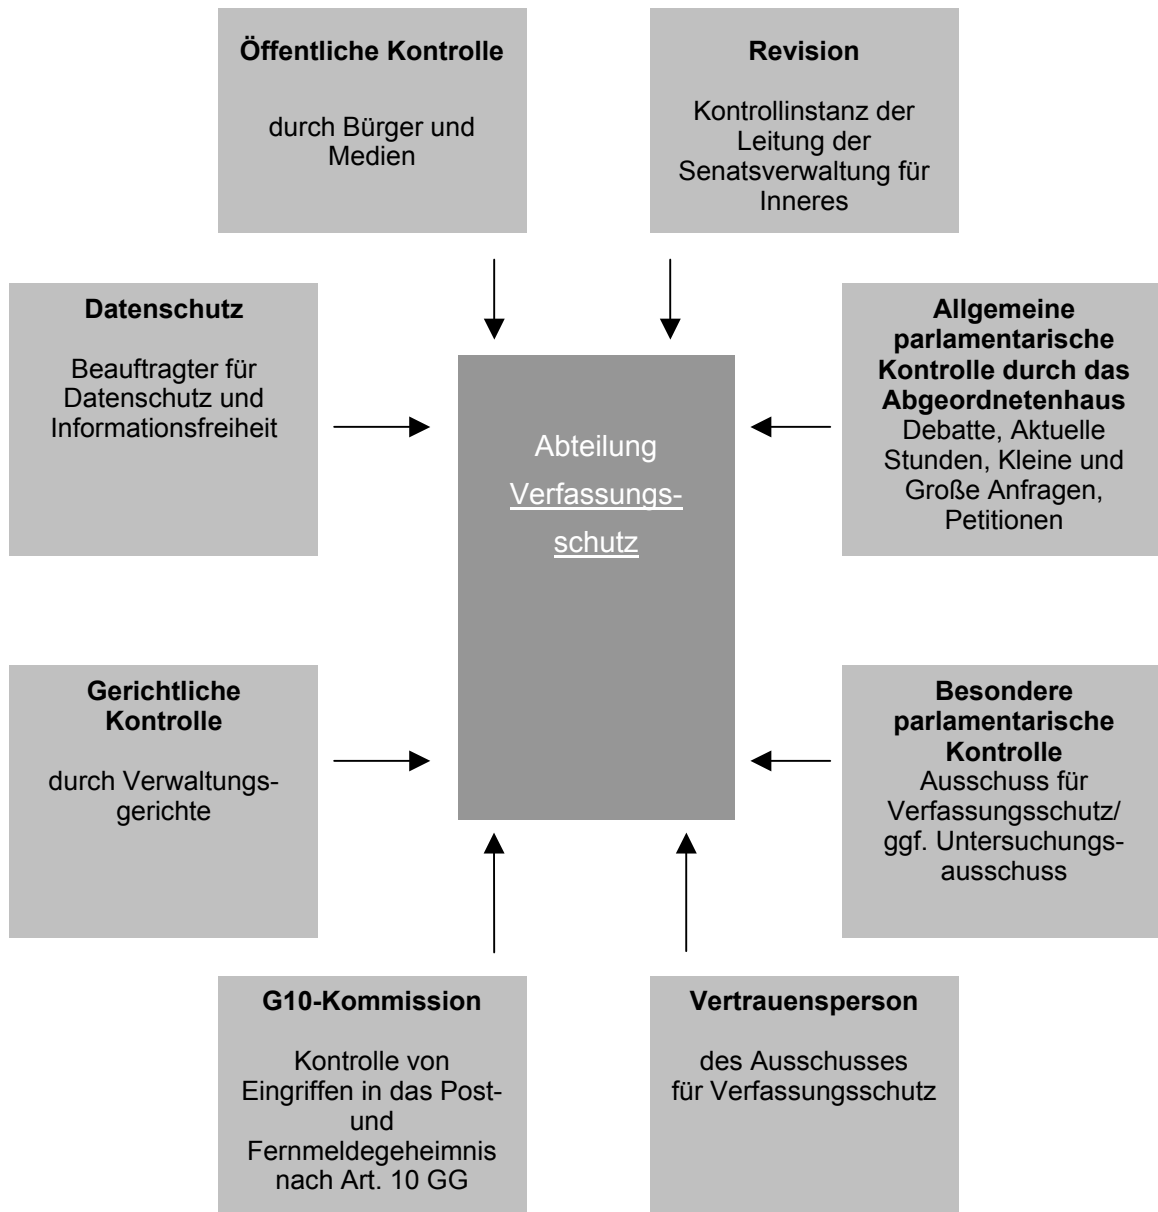 Öffentliche Kontrolle
durch Bürger und
Medien
Revision
Kontrollinstanz der
Leitung der
Senatsverwaltung für
Inneres
Datenschutz
Beauftragter für
Datenschutz und
Informationsfreiheit
Abteilung
Verfassungs-
schutz
Allgemeine
parlamentarische
Kontrolle durch das
Abgeordnetenhaus
Debatte, Aktuelle
Stunden, Kleine und
Große Anfragen,
Petitionen
Gerichtliche
Kontrolle
durch Verwaltungs-
gerichte
Besondere
parlamentarische
Kontrolle
Ausschuss für
Verfassungsschutz/
ggf. Untersuchungs-
ausschuss
G10-Kommission
Kontrolle von
Eingriffen in das Post-
und
Fernmeldegeheimnis
nach Art. 10 GG
Vertrauensperson
des Ausschusses
für Verfassungsschutz